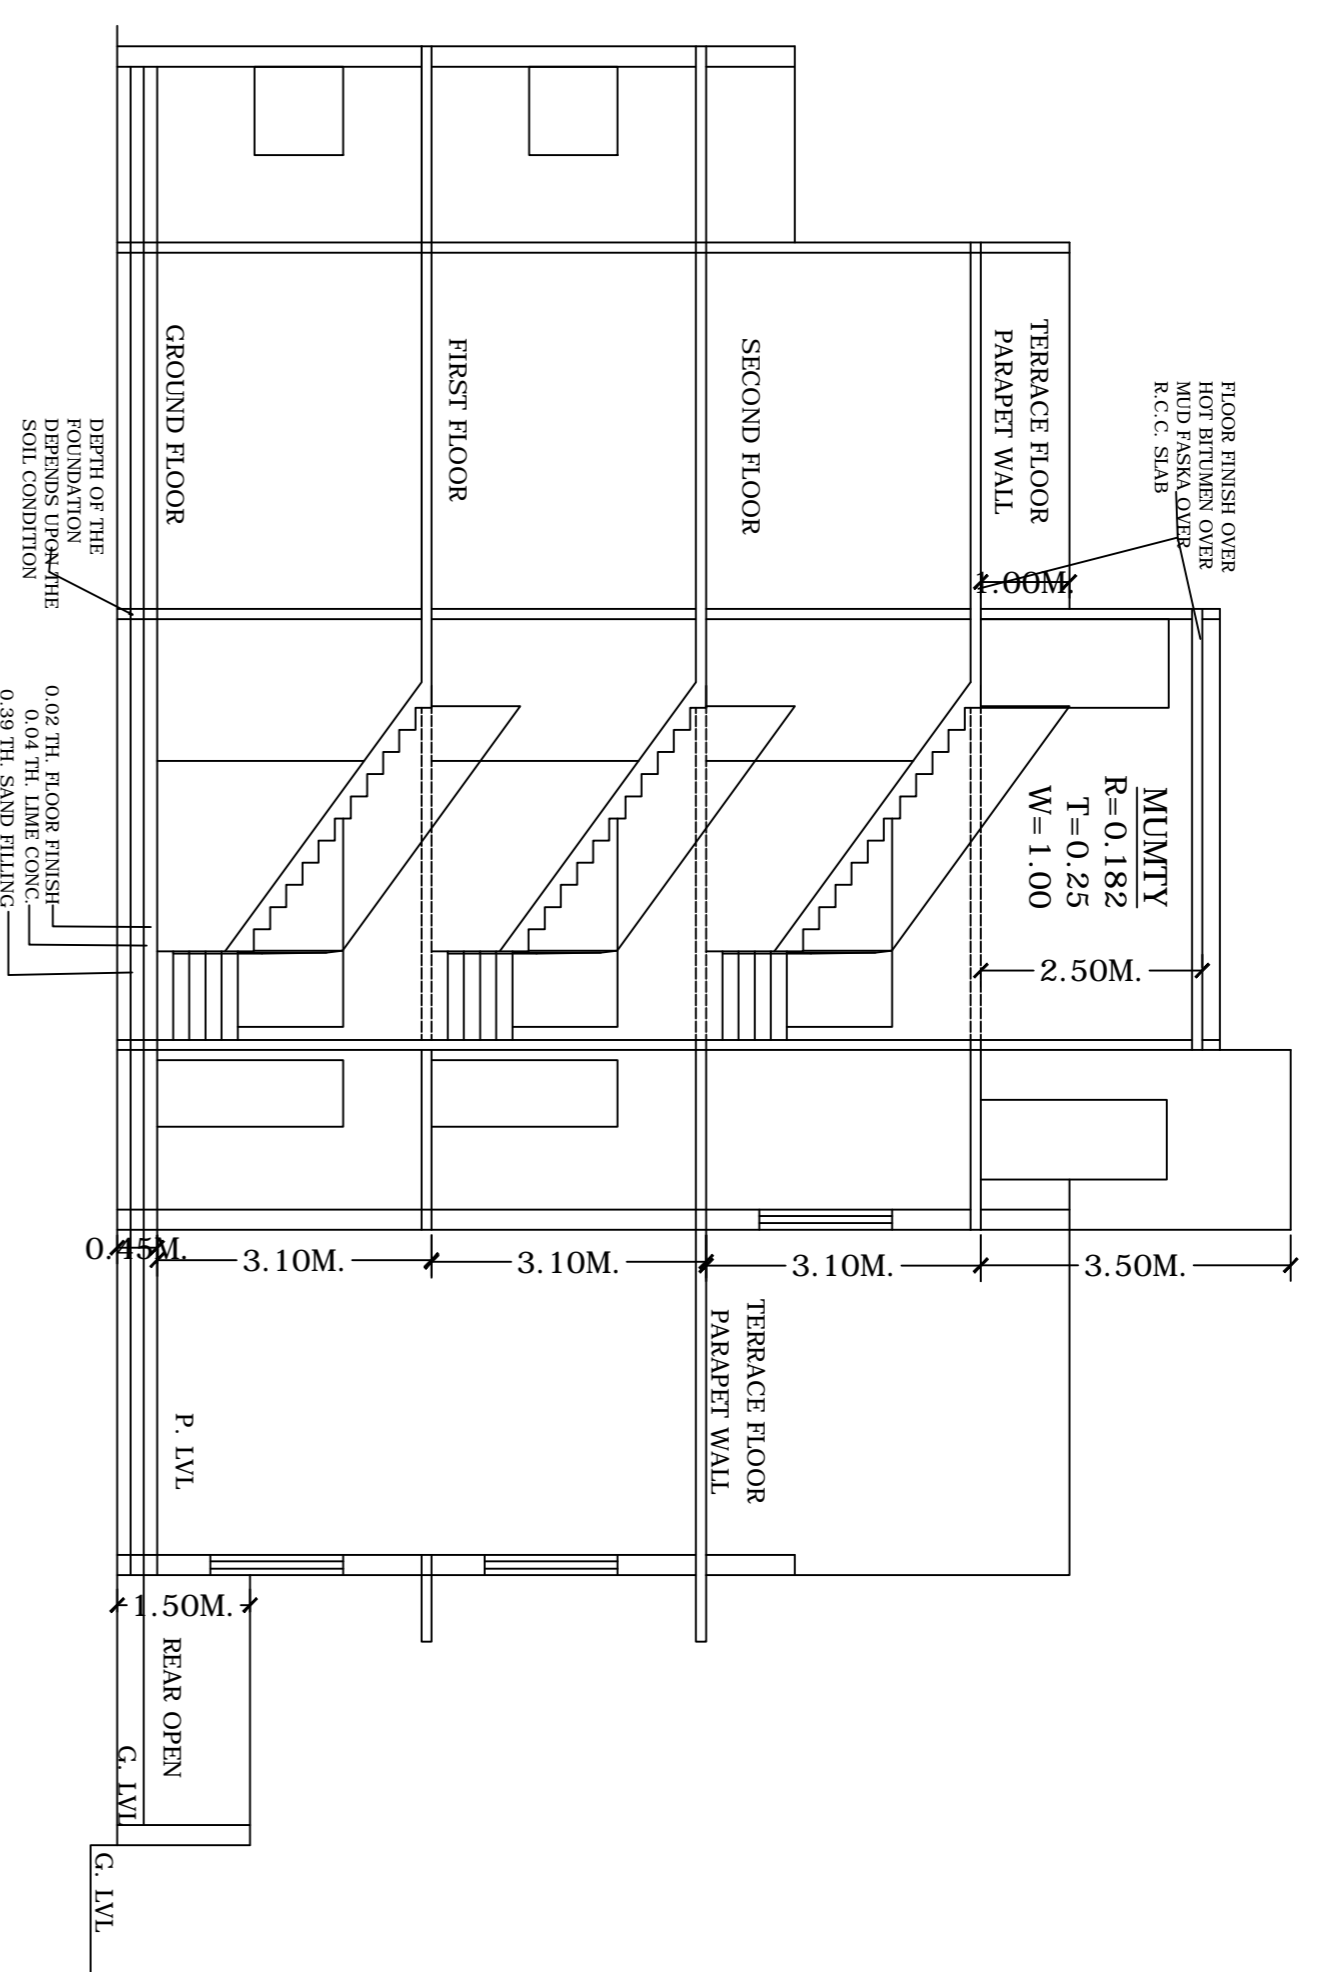 FLOOR FINISH OVER
HOT BITUMEN OVER
MUD FASKA OVER
R.C.C. SLAB
TERRACE FLOOR
PARAPET WALL
1.00M.
MUMTY
R=0.182
T=0.25
W=1.00
2.50M.
SECOND FLOOR
FIRST FLOOR
GROUND FLOOR
DEPTH OF THE
FOUNDATION
DEPENDS UPON THE
SOIL CONDITION
0.02 TH. FLOOR FINISH
0.04 TH. LIME CONC.
0.39 TH. SAND FILLING
0.45M.
3.10M.
3.10M.
3.10M.
3.50M.
TERRACE FLOOR
PARAPET WALL
P. LVL
1.50M.
REAR OPEN
G. LVL
G. LVL